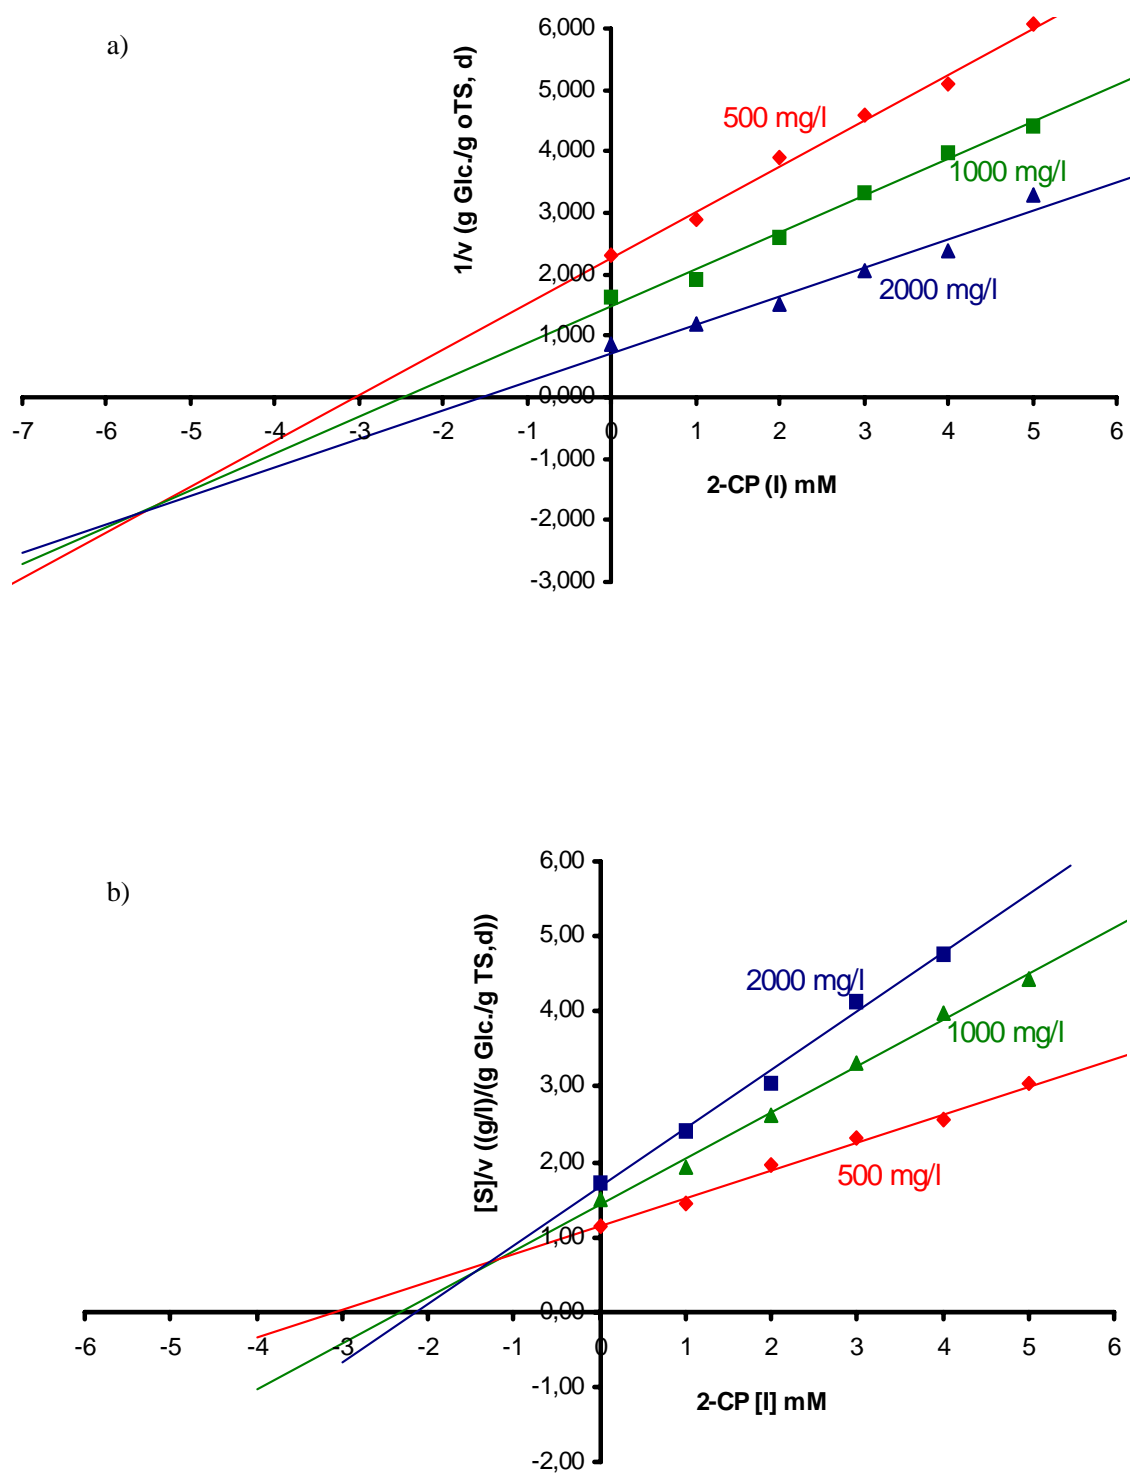 a)
1/v (g Glc./g oTS, d)
6,000
5,000
4,000
3,000
2,000
1,000
0,000
-1,000
-2,000
-3,000
500 mg/l
1000 mg/l
2000 mg/l
-7 -6 -5 -4 -3 -2 -1 0 1 2 3 4 5 6
2-CP (I) mM
b)
[S]/v ((g/l)/(g Glc./g TS,d))
6,00
5,00
4,00
3,00
2,00
1,00
0,00
-1,00
-2,00
2000 mg/l
1000 mg/l
500 mg/l
-6 -5 -4 -3 -2 -1 0 1 2 3 4 5 6
2-CP [I] mM